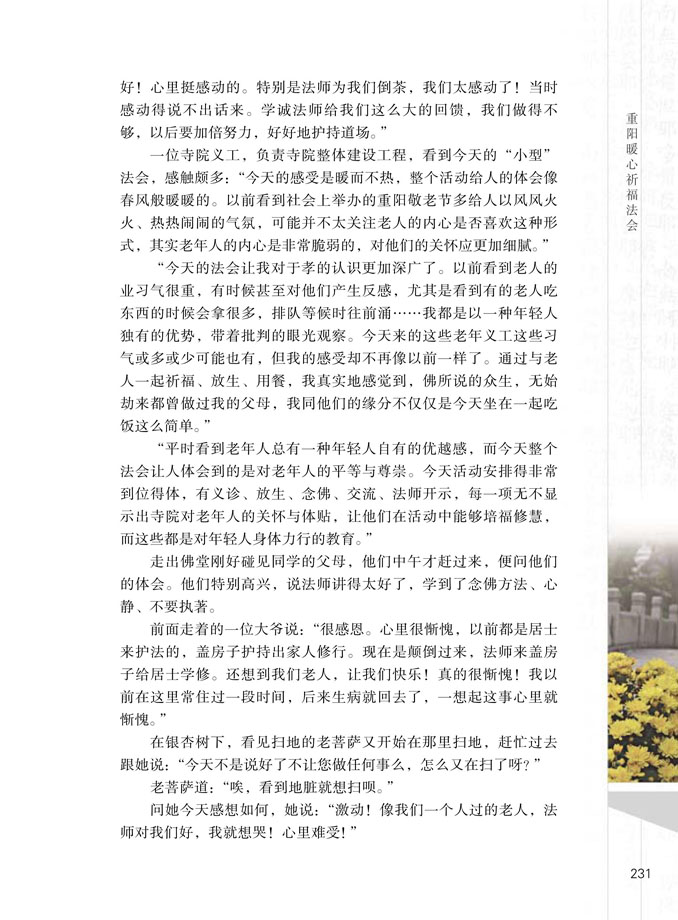 好！心里挺感动的。特别是法师为我们倒茶，我们太感动了！当时
感动得说不出话来。学诚法师给我们这么大的回馈，我们做得不
够，以后要加倍努力，好好地护持道场。”
一位寺院义工，负责寺院整体建设工程，看到今天的“小型”
法会，感触颇多：“今天的感受是暖而不热，整个活动给人的体会像
春风般暖暖的。以前看到社会上举办的重阳敬老节多给人以风风火
火、热热闹闹的气氛，可能并不太关注老人的内心是否喜欢这种形
式，其实老年人的内心是非常脆弱的，对他们的关怀应更加细腻。”
“今天的法会让我对于孝的认识更加深广了。以前看到老人的
业习气很重，有时候甚至对他们产生反感，尤其是看到有的老人吃
东西的时候会拿很多，排队等候时往前涌……我都是以一种年轻人
独有的优势，带着批判的眼光观察。今天来的这些老年义工这些习
气或多或少可能也有，但我的感受却不再像以前一样了。通过与老
人一起祈福、放生、用餐，我真实地感觉到，佛所说的众生，无始
劫来都曾做过我的父母，我同他们的缘分不仅仅是今天坐在一起吃
饭这么简单。”
“平时看到老年人总有一种年轻人自有的优越感，而今天整个
法会让人体会到的是对老年人的平等与尊崇。今天活动安排得非常
到位得体，有义诊、放生、念佛、交流、法师开示，每一项无不显
示出寺院对老年人的关怀与体贴，让他们在活动中能够培福修慧，
而这些都是对年轻人身体力行的教育。”
走出佛堂刚好碰见同学的父母，他们中午才赶过来，便问他们
的体会。他们特别高兴，说法师讲得太好了，学到了念佛方法、心
静、不要执著。
前面走着的一位大爷说：“很感恩。心里很惭愧，以前都是居士
来护法的，盖房子护持出家人修行。现在是颠倒过来，法师来盖房
子给居士学修。还想到我们老人，让我们快乐！真的很惭愧！我以
前在这里常住过一段时间，后来生病就回去了，一想起这事心里就
惭愧。”
在银杏树下，看见扫地的老菩萨又开始在那里扫地，赶忙过去
跟她说：“今天不是说好了不让您做任何事么，怎么又在扫了呀？”
老菩萨道：“唉，看到地脏就想扫呗。”
问她今天感想如何，她说：“激动！像我们一个人过的老人，法
师对我们好，我就想哭！心里难受！”
重阳暖心祈福法会
231